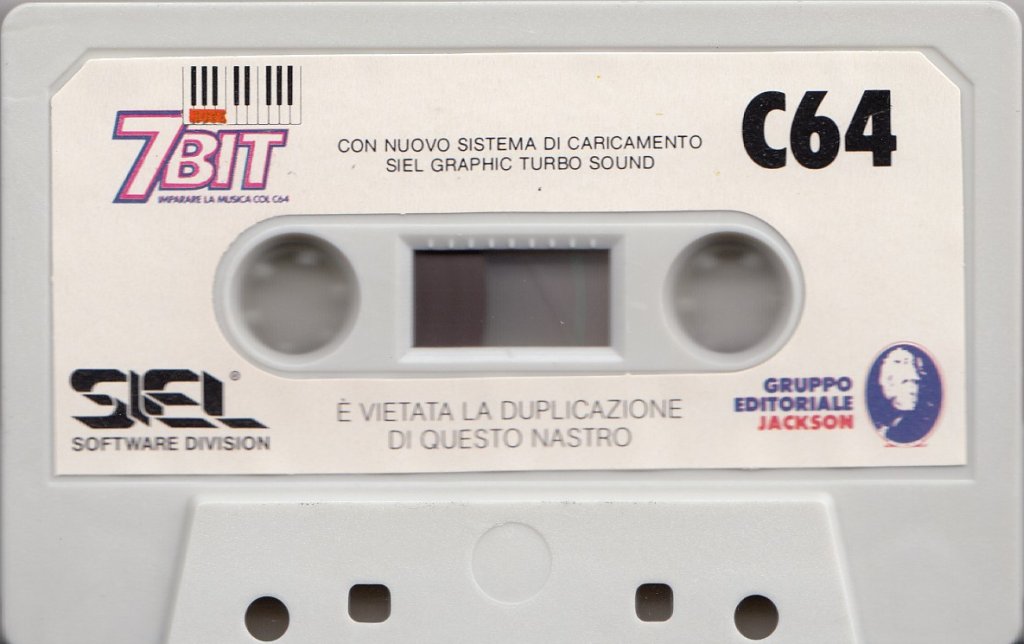 MUSIC
7BIT
IMPARARE LA MUSICA COL C64
CON NUOVO SISTEMA DI CARICAMENTO
SIEL GRAPHIC TURBO SOUND
C64
SIEL®
SOFTWARE DIVISION
È VIETATA LA DUPLICAZIONE
DI QUESTO NASTRO
GRUPPO
EDITORIALE
JACKSON